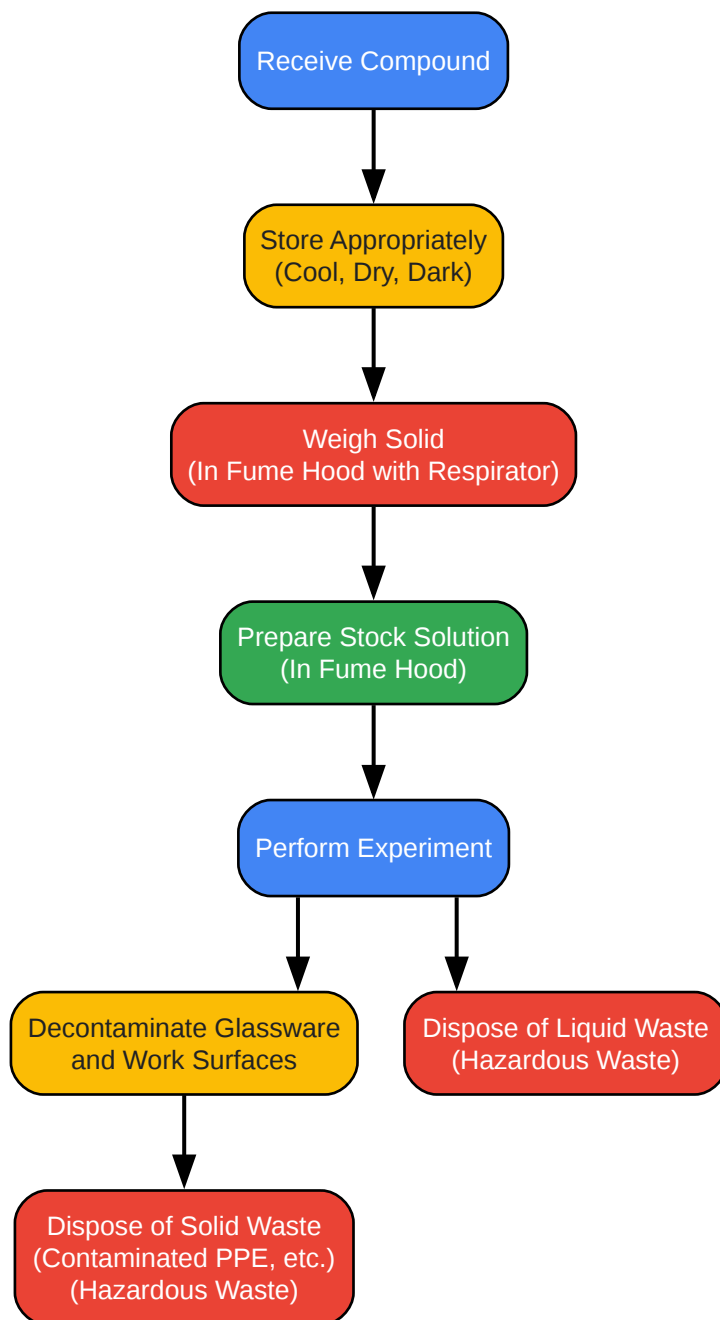 Receive Compound
Store Appropriately
(Cool, Dry, Dark)
Weigh Solid
(In Fume Hood with Respirator)
Prepare Stock Solution
(In Fume Hood)
Perform Experiment
Decontaminate Glassware
and Work Surfaces
Dispose of Liquid Waste
(Hazardous Waste)
Dispose of Solid Waste
(Contaminated PPE, etc.)
(Hazardous Waste)